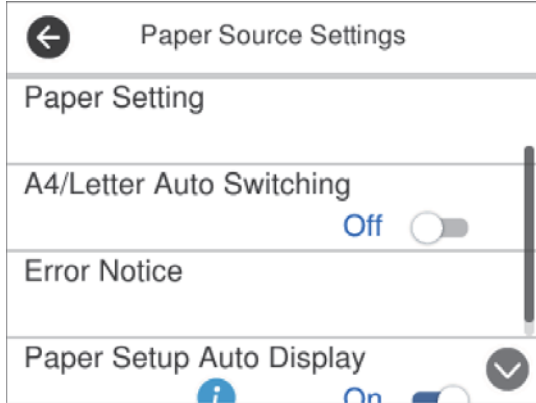 Paper Source Settings
Paper Setting
A4/Letter Auto Switching
Off
Error Notice
Paper Setup Auto Display
i On